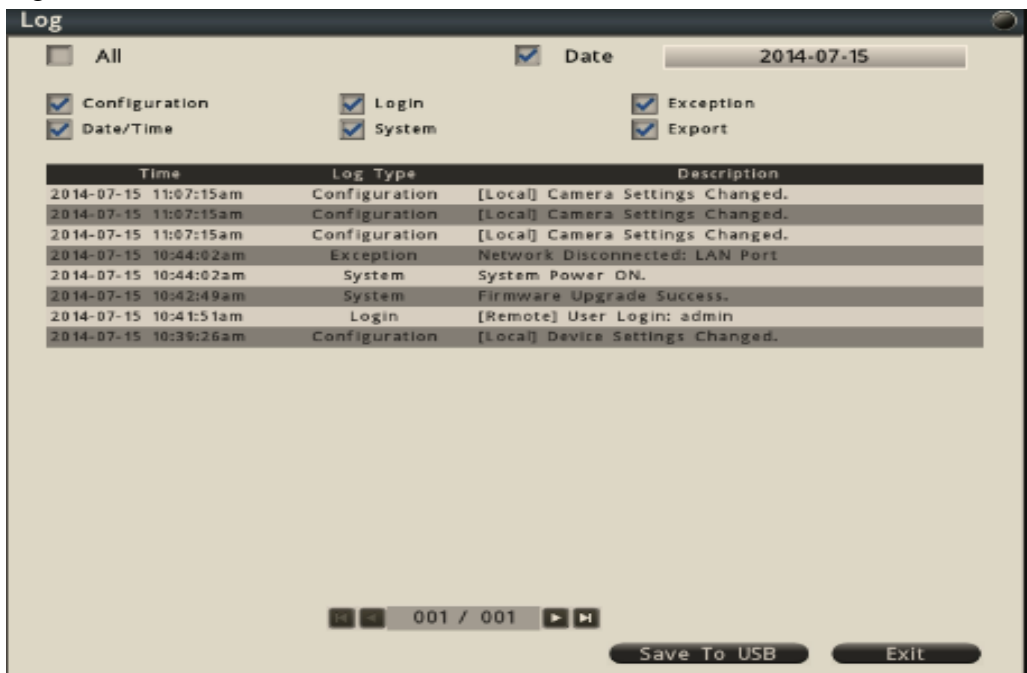 Log
All Date 2014-07-15
Configuration Login Exception
Date/Time System Export
Time Log Type Description
2014-07-15 11:07:15am Configuration [Local] Camera Settings Changed.
2014-07-15 11:07:15am Configuration [Local] Camera Settings Changed.
2014-07-15 11:07:15am Configuration [Local] Camera Settings Changed.
2014-07-15 10:44:02am Exception Network Disconnected: LAN Port
2014-07-15 10:44:02am System System Power ON.
2014-07-15 10:42:49am System Firmware Upgrade Success.
2014-07-15 10:41:51am Login [Remote] User Login: admin
2014-07-15 10:39:26am Configuration [Local] Device Settings Changed.
001 / 001
Save To USB Exit